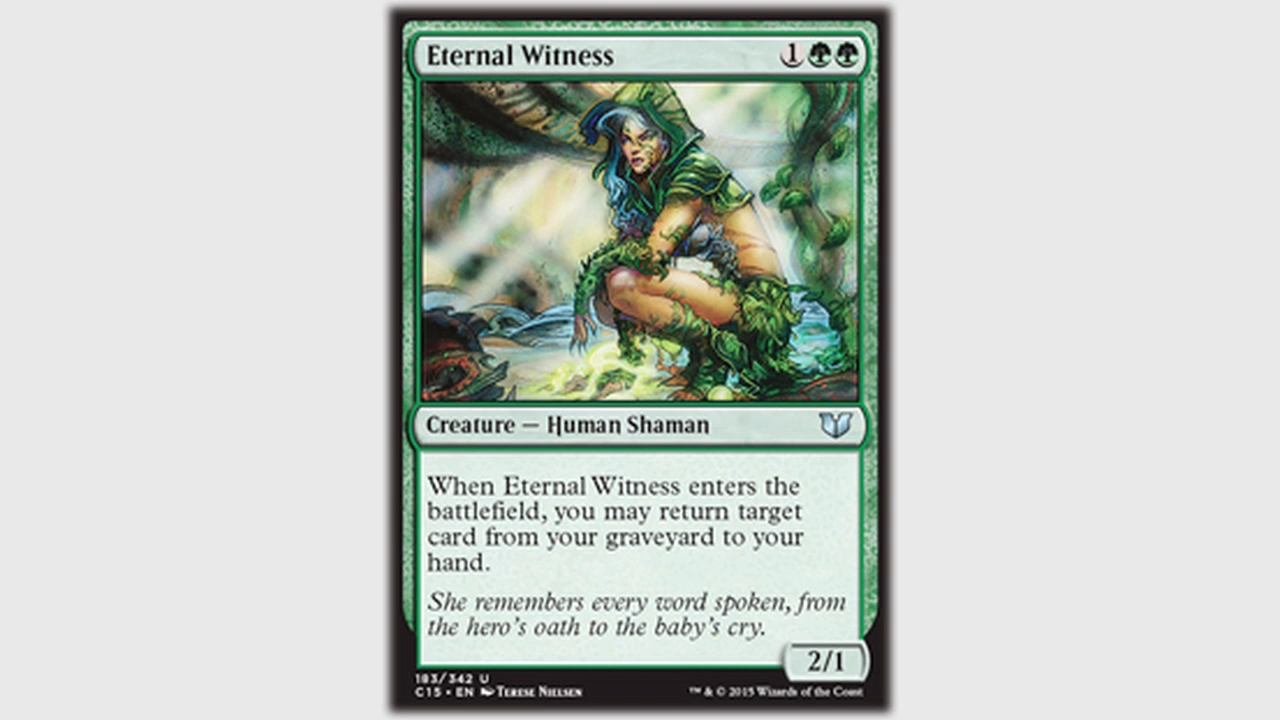 Eternal Witness 1
Creature — Human Shaman
When Eternal Witness enters the
battlefield, you may return target
card from your graveyard to your
hand.
She remembers every word spoken, from
the hero's oath to the baby's cry.
2/1
183/342 U
C15 • EN Terese Nielsen
™ & © 2015 Wizards of the Coast